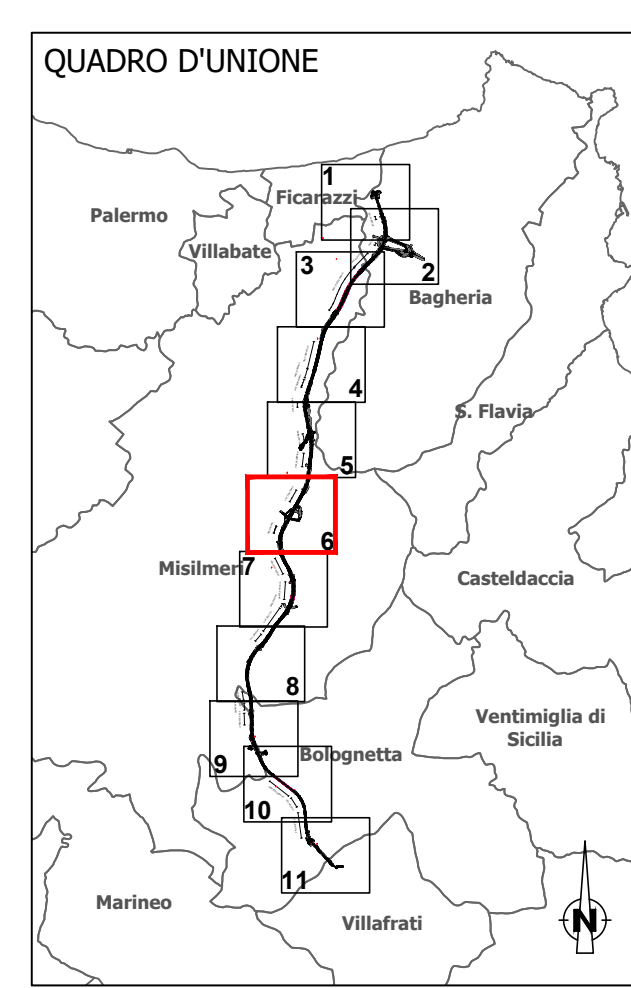 QUADRO D'UNIONE
1
Ficarazzi
Palermo
Villabate
3
2
Bagheria
4
S. Flavia
5
6
7
Misilmeri
Casteldaccia
8
Ventimiglia di
Sicilia
Bolognetta
9
10
11
Marineo
N
Villafrati